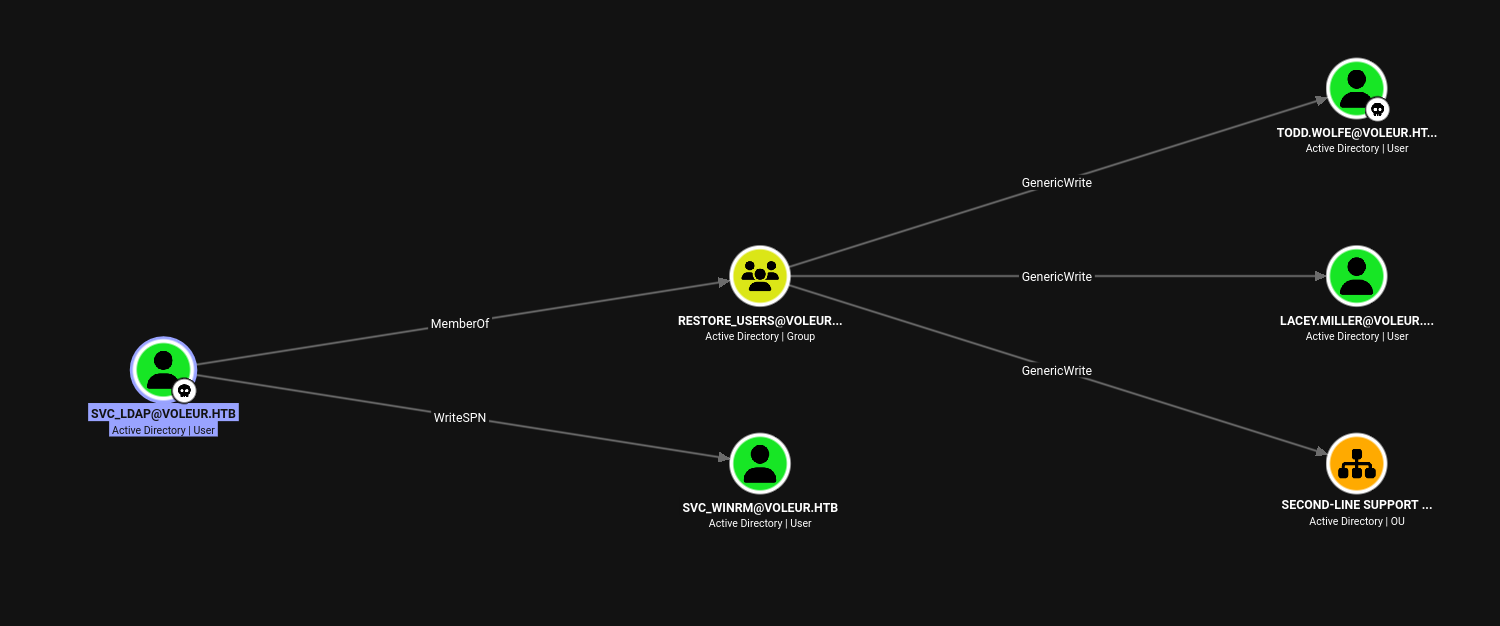 TODD.WOLFE@VOLEUR.HT...
Active Directory | User
GenericWrite
GenericWrite
LACEY.MILLER@VOLEUR....
Active Directory | User
RESTORE_USERS@VOLEUR...
Active Directory | Group
MemberOf
GenericWrite
SVC_LDAP@VOLEUR.HTB
Active Directory | User
WriteSPN
SVC_WINRM@VOLEUR.HTB
Active Directory | User
SECOND-LINE SUPPORT ...
Active Directory | OU